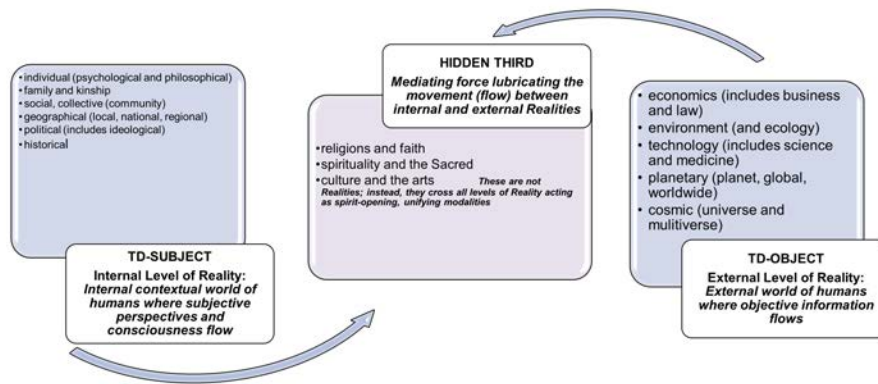 • individual (psychological and philosophical)
• family and kinship
• social, collective (community)
• geographical (local, national, regional)
• political (includes ideological)
• historical
TD-SUBJECT
Internal Level of Reality:
Internal contextual world of
humans where subjective
perspectives and
consciousness flow
HIDDEN THIRD
Mediating force lubricating the
movement (flow) between
internal and external Realities
• religions and faith
• spirituality and the Sacred
• culture and the arts These are not
Realities; instead, they cross all levels of Reality acting
as spirit-opening, unifying modalities
• economics (includes business
and law)
• environment (and ecology)
• technology (includes science
and medicine)
• planetary (planet, global,
worldwide)
• cosmic (universe and
mulitiverse)
TD-OBJECT
External Level of Reality:
External world of humans
where objective information
flows